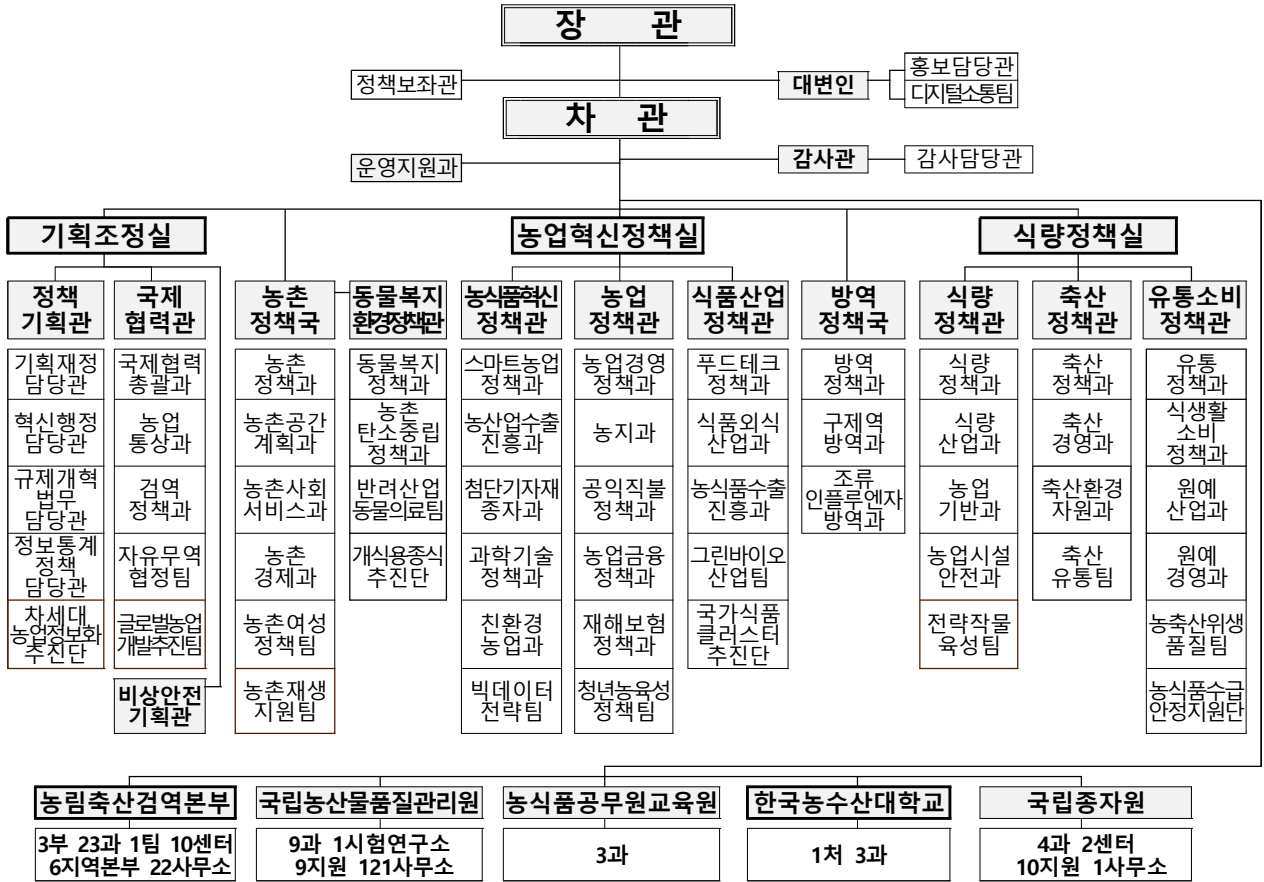 장 관
정책보좌관
대변인
홍보담당관
디지털소통팀
차 관
운영지원과
감사관
감사담당관
기획조정실
농업혁신정책실
식량정책실
정책
기획관
국제
협력관
농촌
정책국
동물복지
환경정책관
농식품혁신
정책관
농업
정책관
식품산업
정책관
방역
정책국
식량
정책관
축산
정책관
유통소비
정책관
기획재정
담당관
혁신행정
담당관
규제개혁
법무
담당관
정보통계
정책
담당관
차세대
농업정보화
추진단
국제협력
총괄과
농업
통상과
검역
정책과
자유무역
협정팀
글로벌농업
개발추진팀
비상안전
기획관
농촌
정책과
농촌공간
계획과
농촌사회
서비스과
농촌
경제과
농촌여성
정책팀
농촌재생
지원팀
동물복지
정책과
농촌
탄소중립
정책과
반려산업
동물의료팀
개식용종식
추진단
스마트농업
정책과
농산업수출
진흥과
첨단기자재
종자과
과학기술
정책과
친환경
농업과
빅데이터
전략팀
농업경영
정책과
농지과
공익직불
정책과
농업금융
정책과
재해보험
정책과
청년농육성
정책팀
푸드테크
정책과
식품외식
산업과
농식품수출
진흥과
그린바이오
산업팀
국가식품
클러스터
추진단
방역
정책과
구제역
방역과
조류
인플루엔자
방역과
식량
정책과
식량
산업과
농업
기반과
농업시설
안전과
전략작물
육성팀
축산
정책과
축산
경영과
축산환경
자원과
축산
유통팀
유통
정책과
식생활
소비
정책과
원예
산업과
원예
경영과
농축산위생
품질팀
농식품수급
안정지원단
농림축산검역본부
3부 23과 1팀 10센터
6지역본부 22사무소
국립농산물품질관리원
9과 1시험연구소
9지원 121사무소
농식품공무원교육원
3과
한국농수산대학교
1처 3과
국립종자원
4과 2센터
10지원 1사무소